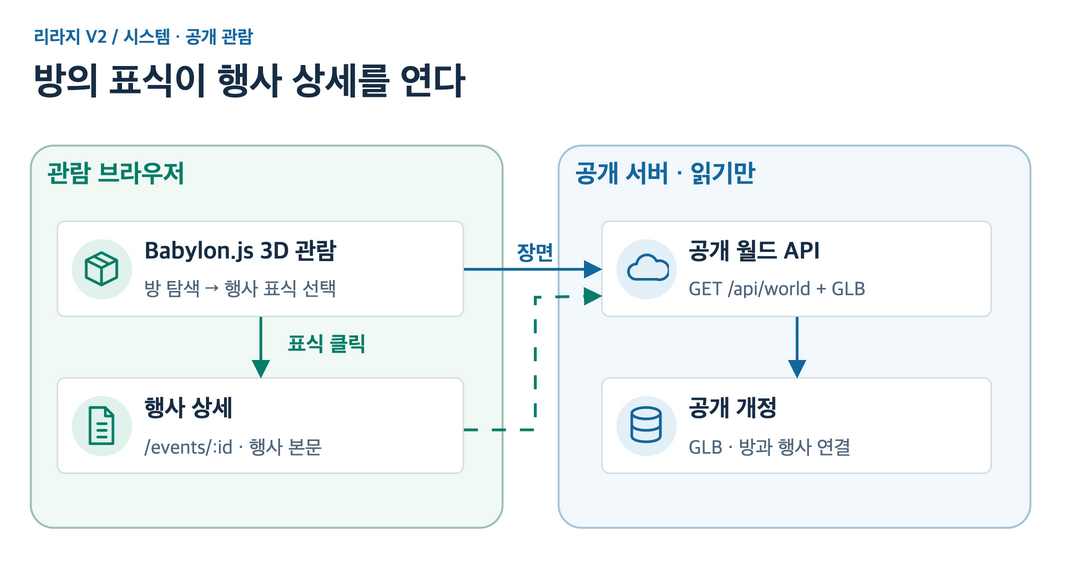 리라지 V2 / 시스템 · 공개 관람
방의 표식이 행사 상세를 연다
관람 브라우저
Babylon.js 3D 관람
방 탐색 → 행사 표식 선택
표식 클릭
행사 상세
/events/:id · 행사 본문
장면
공개 서버 · 읽기만
공개 월드 API
GET /api/world + GLB
공개 개정
GLB · 방과 행사 연결